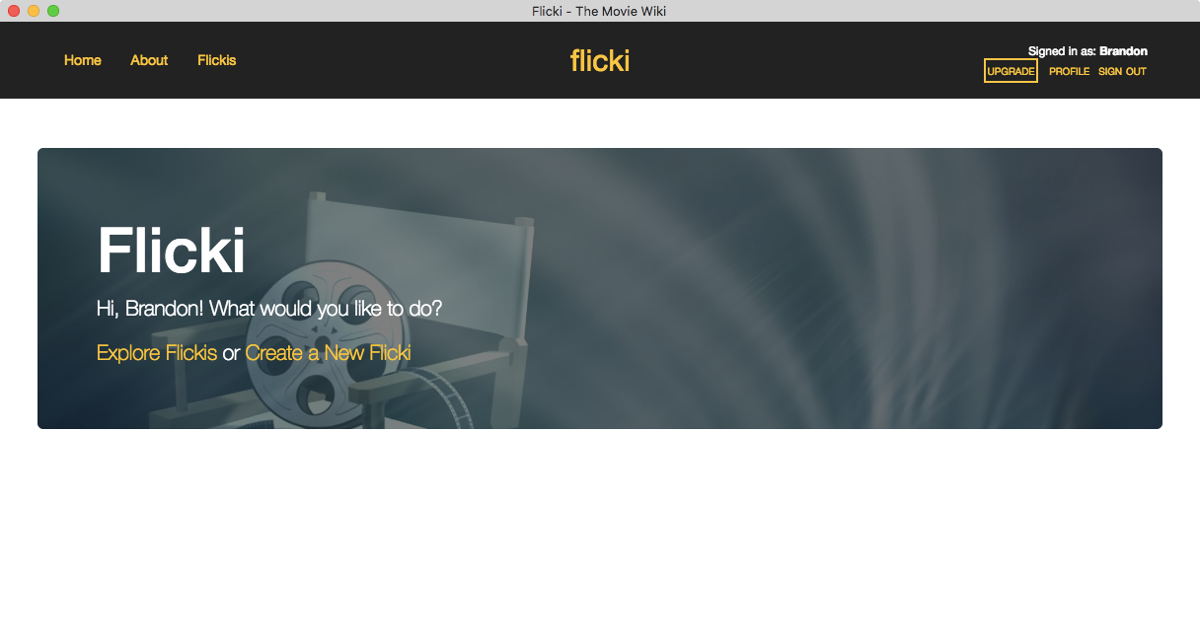 Flicki - The Movie Wiki
Home About Flickis
flicki
Signed in as: Brandon
UPGRADE PROFILE SIGN OUT
Flicki
Hi, Brandon! What would you like to do?
Explore Flickis or Create a New Flicki